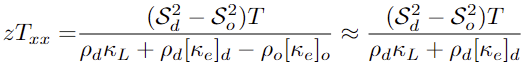 $zT_{xx} = \frac{(\mathcal{S}_d^2 - \mathcal{S}_o^2)T}{\rho_d \kappa_L + \rho_d[\kappa_e]_d - \rho_o[\kappa_e]_o} \approx \frac{(\mathcal{S}_d^2 - \mathcal{S}_o^2)T}{\rho_d \kappa_L + \rho_d[\kappa_e]_d}$